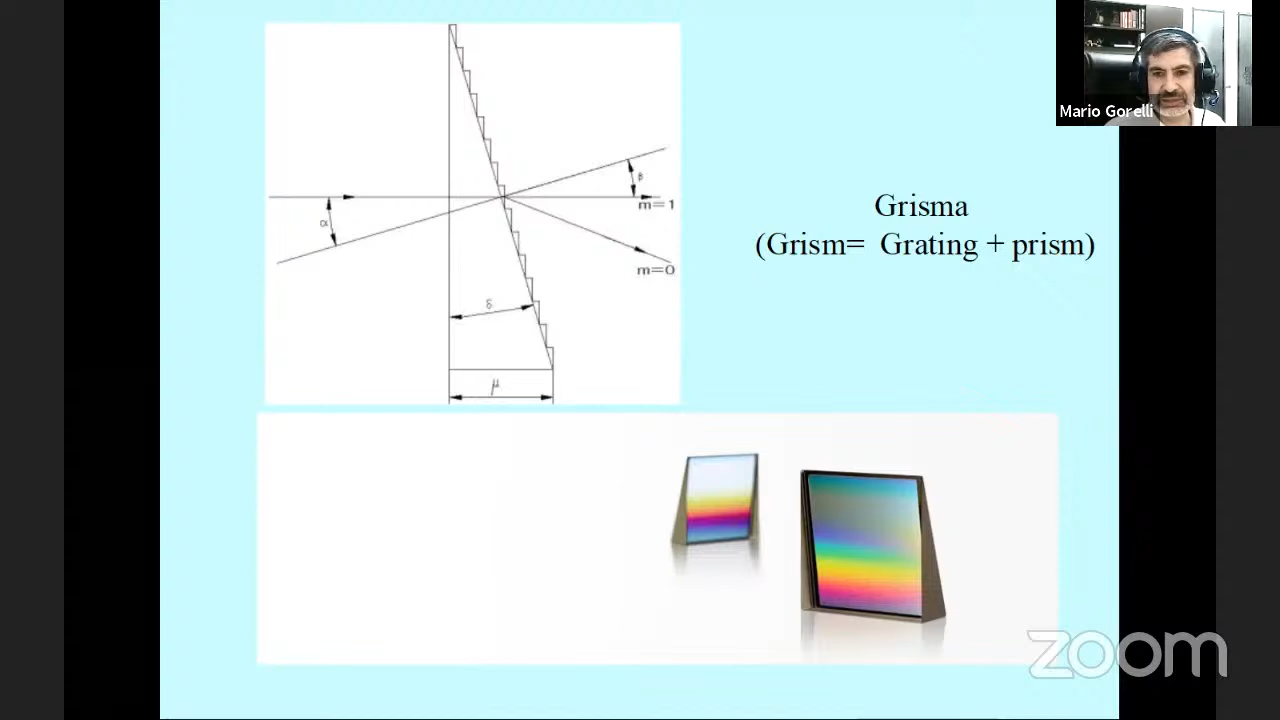 Mario Gorelli
β
m=1
α
m=0
δ
μ
Grisma
(Grism= Grating + prism)
zoom